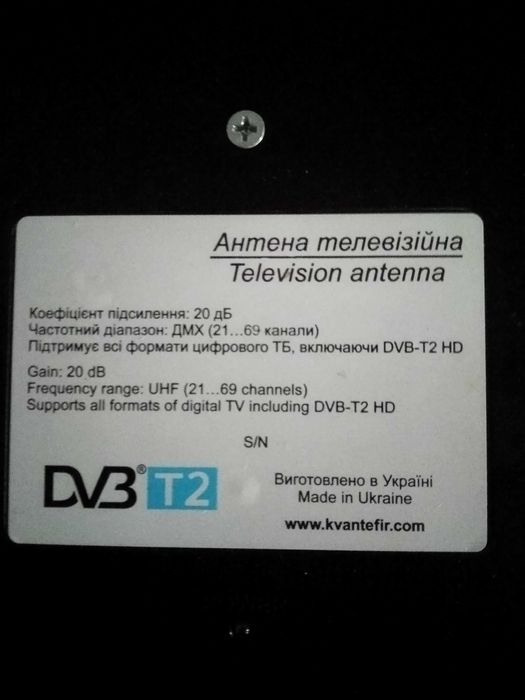 Антена телевізійна
Television antenna
Коефіцієнт підсилення: 20 дБ
Частотний діапазон: ДМХ (21...69 канали)
Підтримує всі формати цифрового ТБ, включаючи DVB-T2 HD
Gain: 20 dB
Frequency range: UHF (21...69 channels)
Supports all formats of digital TV including DVB-T2 HD
S/N
DVB® T2
Виготовлено в Україні
Made in Ukraine
www.kvantefir.com